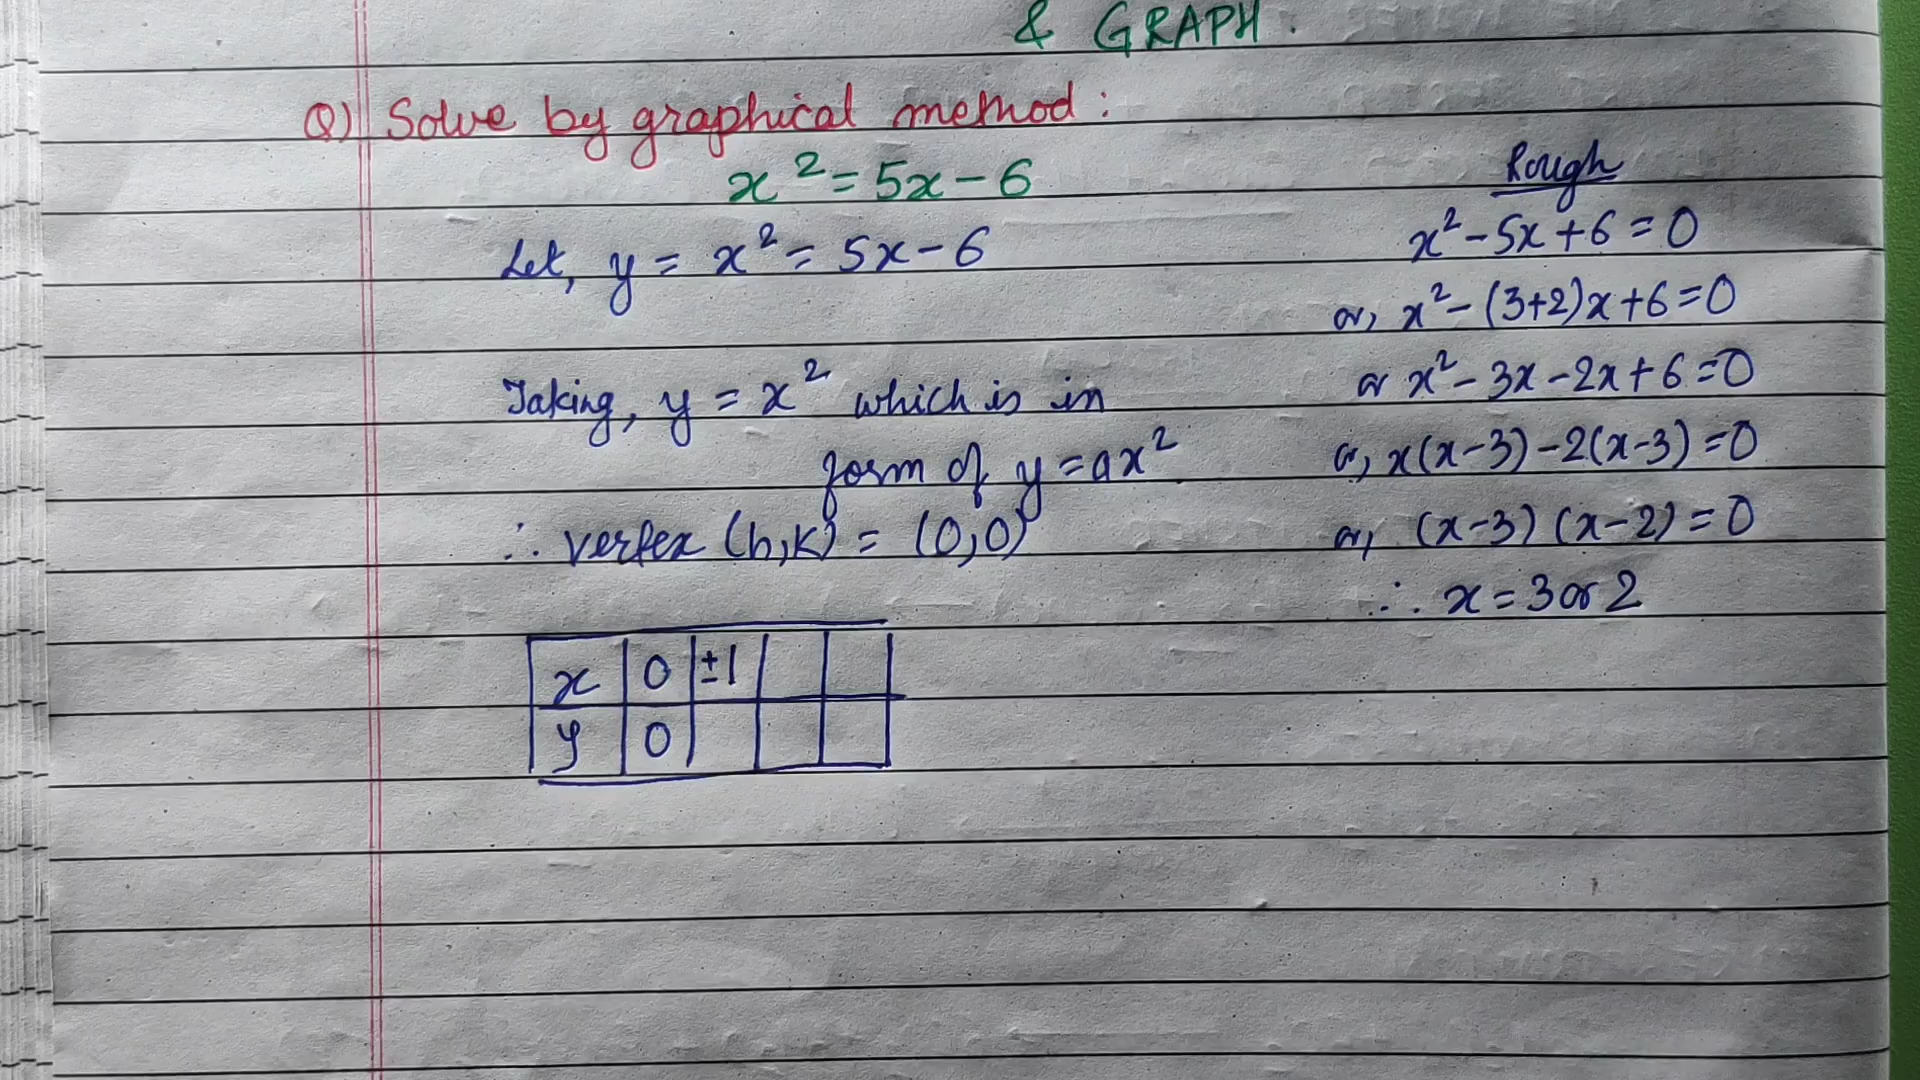 & GRAPH.
Q) Solve by graphical method:
x² = 5x - 6
Let, y = x² = 5x - 6
Taking, y = x² which is in
form of y = ax²
∴ vertex (h,k) = (0,0)
x 0 ±1
y 0
Rough
x² - 5x + 6 = 0
or, x² - (3+2)x + 6 = 0
or x² - 3x - 2x + 6 = 0
or, x(x-3) - 2(x-3) = 0
or, (x-3) (x-2) = 0
∴ x = 3 or 2